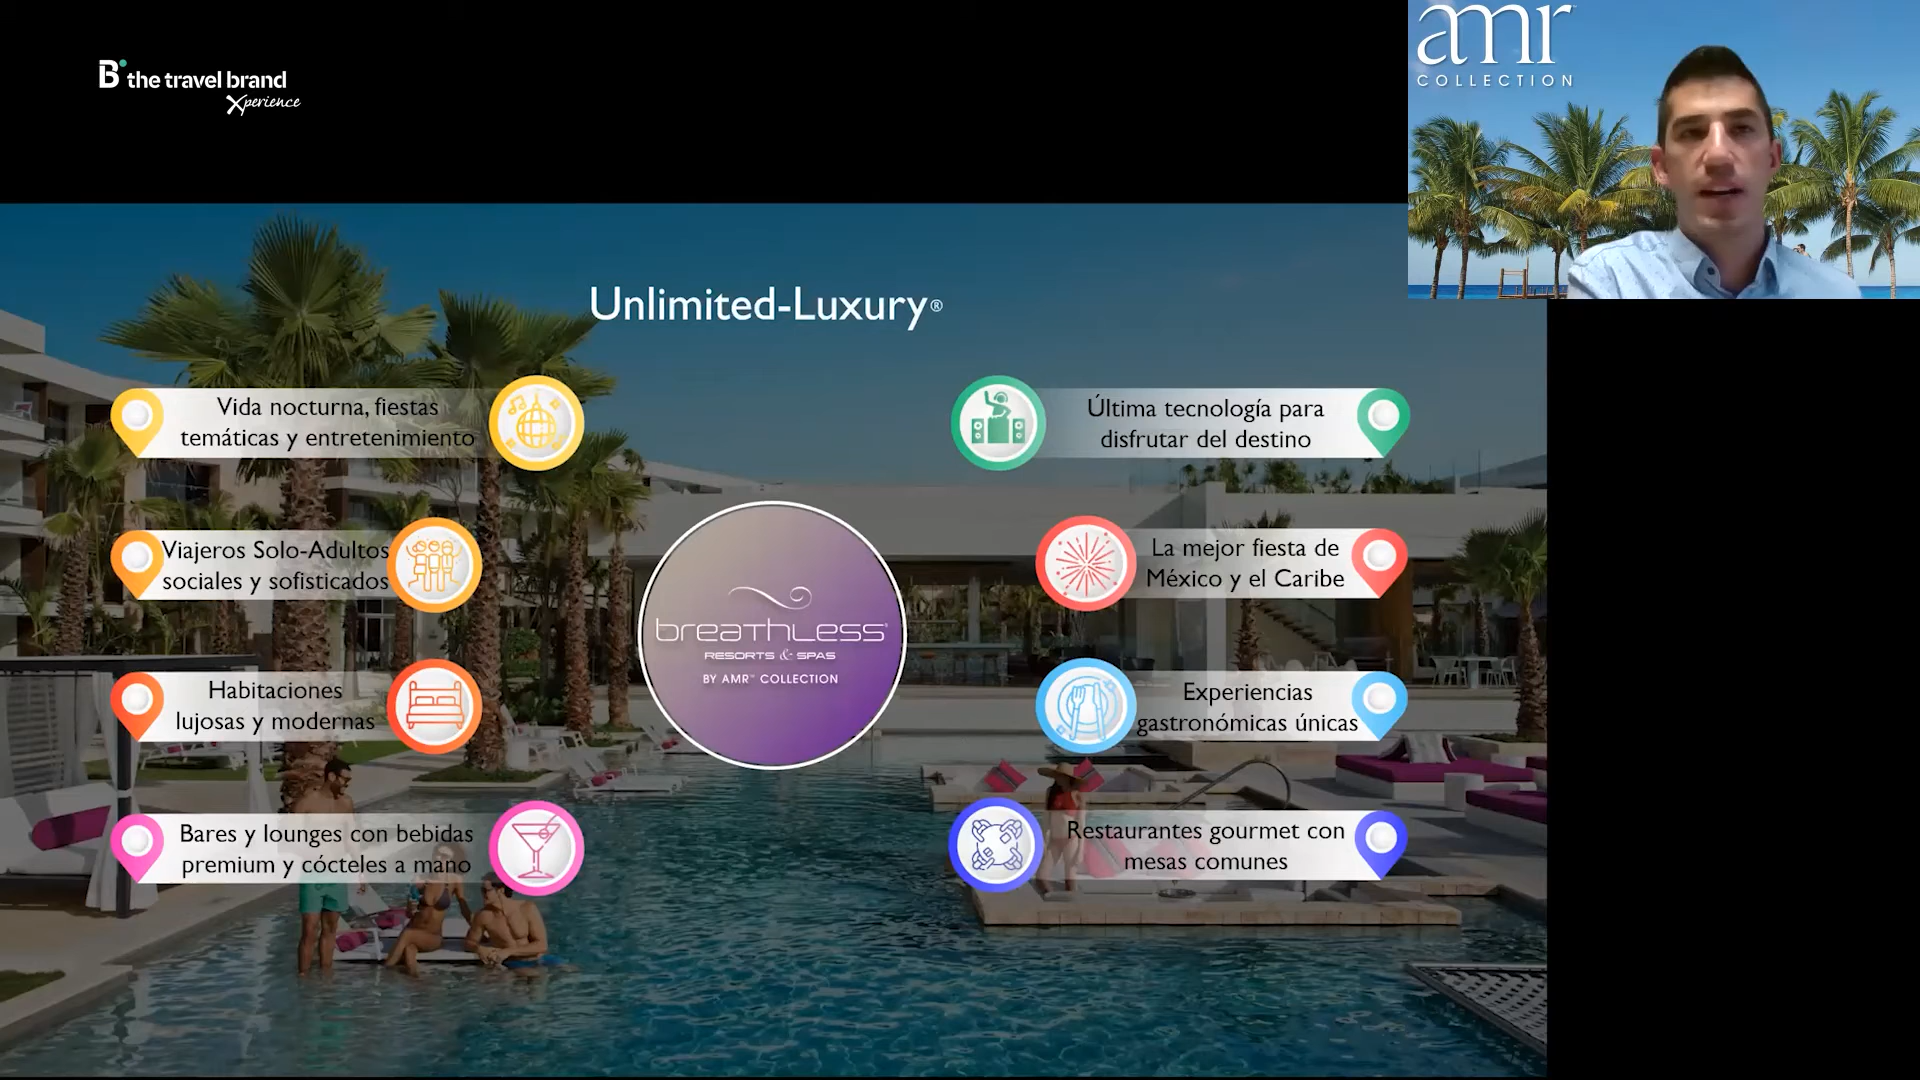 B the travel brand
Xperience
amr
COLLECTION
Unlimited-Luxury®
Vida nocturna, fiestas
temáticas y entretenimiento
Última tecnología para
disfrutar del destino
Viajeros Solo-Adultos
sociales y sofisticados
La mejor fiesta de
México y el Caribe
breathless
RESORTS & SPAS
BY AMR™ COLLECTION
Habitaciones
lujosas y modernas
Experiencias
gastronómicas únicas
Bares y lounges con bebidas
premium y cócteles a mano
Restaurantes gourmet con
mesas comunes